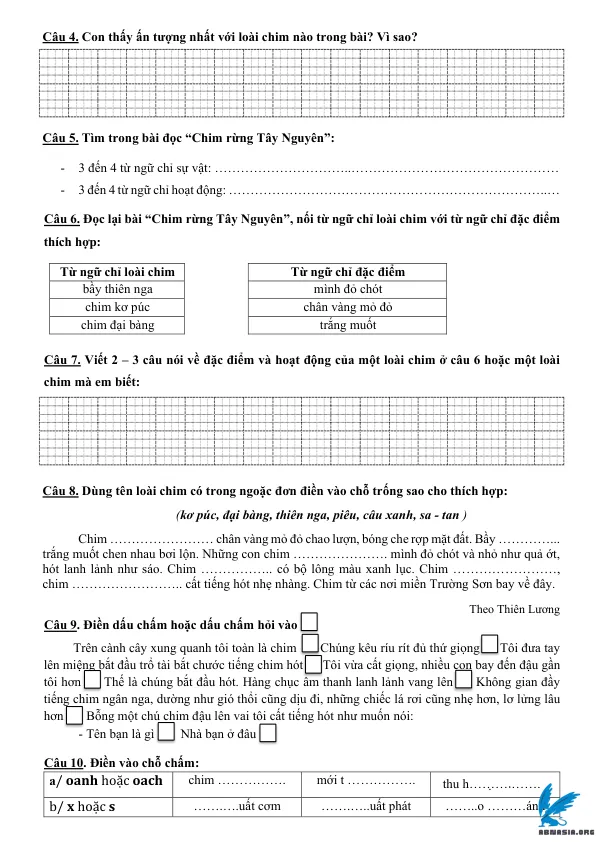 Câu 4. Con thấy ấn tượng nhất với loài chim nào trong bài? Vì sao?
Câu 5. Tìm trong bài đọc “Chim rừng Tây Nguyên”:
- 3 đến 4 từ ngữ chỉ sự vật: ………………………….……………………………………
- 3 đến 4 từ ngữ chỉ hoạt động: …………………………………………………………….…
Câu 6. Đọc lại bài “Chim rừng Tây Nguyên”, nối từ ngữ chỉ loài chim với từ ngữ chỉ đặc điểm
thích hợp:
Từ ngữ chỉ loài chim Từ ngữ chỉ đặc điểm
bầy thiên nga mình đỏ chót
chim kơ púc chân vàng mỏ đỏ
chim đại bàng trắng muốt
Câu 7. Viết 2 – 3 câu nói về đặc điểm và hoạt động của một loài chim ở câu 6 hoặc một loài
chim mà em biết:
Câu 8. Dùng tên loài chim có trong ngoặc đơn điền vào chỗ trống sao cho thích hợp:
(kơ púc, đại bàng, thiên nga, piêu, câu xanh, sa - tan )
Chim …………………… chân vàng mỏ đỏ chao lượn, bóng che rợp mặt đất. Bầy …………..
trắng muốt chen nhau bơi lộn. Những con chim …………………. mình đỏ chót và nhỏ như quả ớt,
hót lanh lảnh như sáo. Chim …………….. có bộ lông màu xanh lục. Chim ……………………,
chim …………………….. cất tiếng hót nhẹ nhàng. Chim từ các nơi miền Trường Sơn bay về đây.
Theo Thiên Lương
Câu 9. Điền dấu chấm hoặc dấu chấm hỏi vào
Trên cành cây xung quanh tôi toàn là chim Chúng kêu ríu rít đủ thứ giọng Tôi đưa tay
lên miệng bắt đầu trổ tài bắt chước tiếng chim hót Tôi vừa cất giọng, nhiều con bay đến đậu gần
tôi hơn Thế là chúng bắt đầu hót. Hàng chục âm thanh lanh lảnh vang lên Không gian đầy
tiếng chim ngân nga, dường như gió thổi cũng dịu đi, những chiếc lá rơi cũng nhẹ hơn, lơ lửng lâu
hơn Bỗng một chú chim đậu lên vai tôi cất tiếng hót như muốn nói:
- Tên bạn là gì Nhà bạn ở đâu
Câu 10. Điền vào chỗ chấm:
a/ oanh hoặc oach chim ……………. mới t ……………. thu h……….…….
b/ x hoặc s ……….uất cơm ……….uất phát ……..o ………án
ABMASIA.ORG